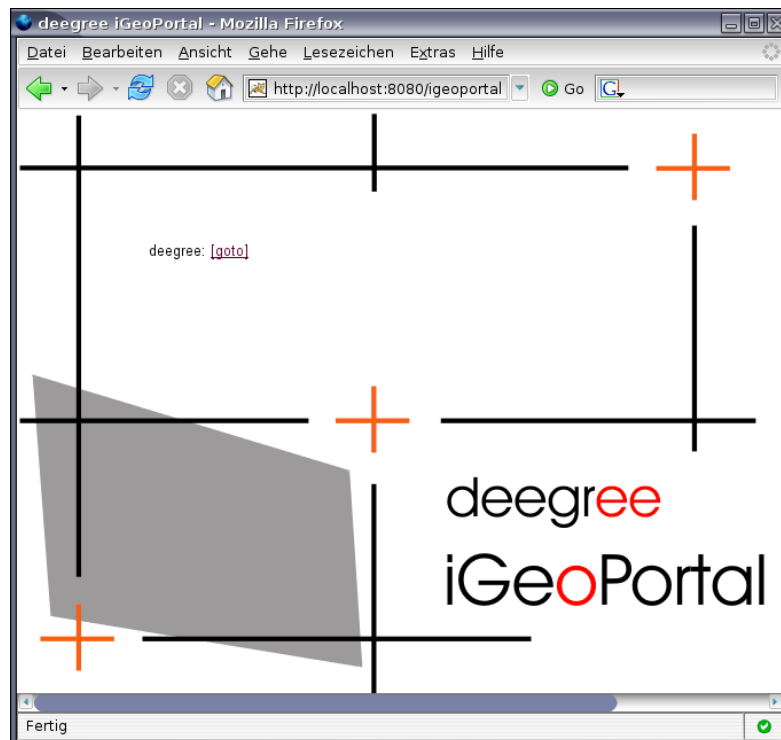 deegree iGeoPortal - Mozilla Firefox
Datei Bearbeiten Ansicht Gehe Lesezeichen Extras Hilfe
http://localhost:8080/igeoportal Go G
deegree: [goto]
deegree
iGeoPortal
Fertig